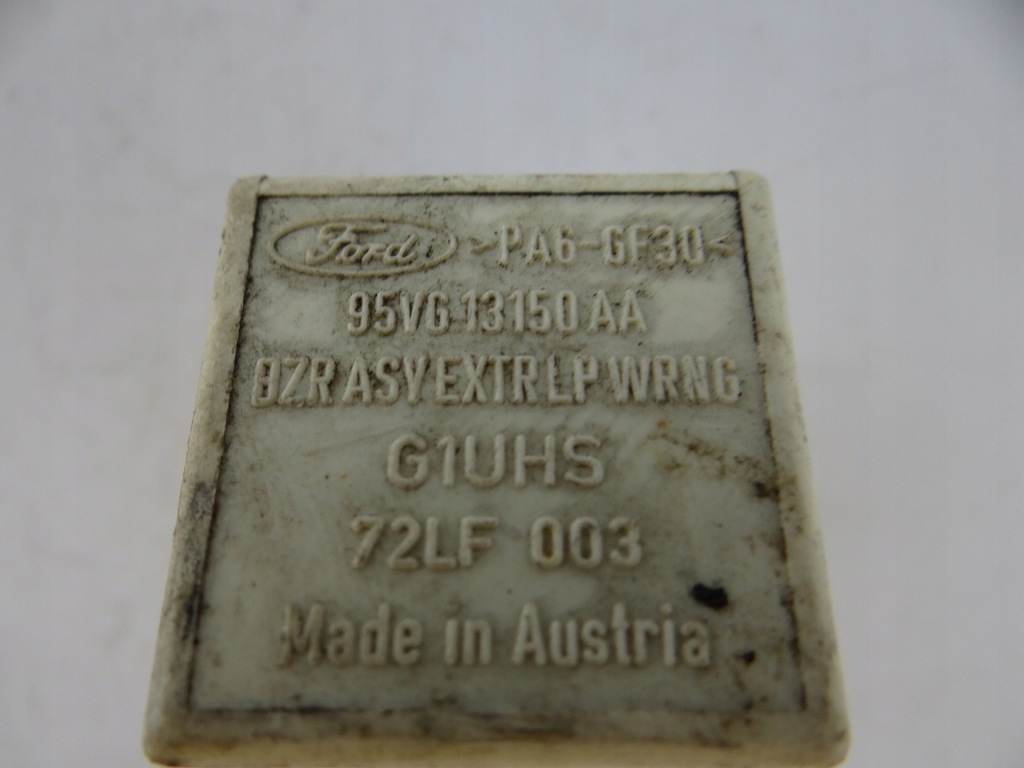 Ford >PA6-GF30<
95VG 13150 AA
BZR ASY EXTR LP WRNG
G1UHS
72LF 003
Made in Austria